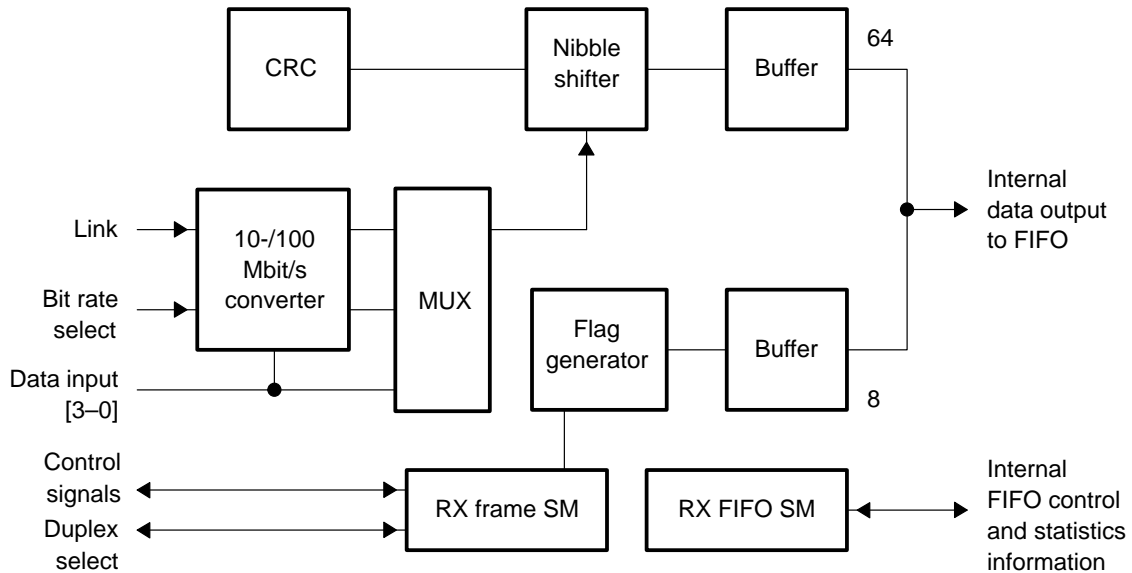 CRC
Nibble
shifter
Buffer
64
Link
Bit rate
select
Data input
[3–0]
10-/100
Mbit/s
converter
MUX
Flag
generator
Buffer
8
Internal
data output
to FIFO
Control
signals
Duplex
select
RX frame SM
RX FIFO SM
Internal
FIFO control
and statistics
information